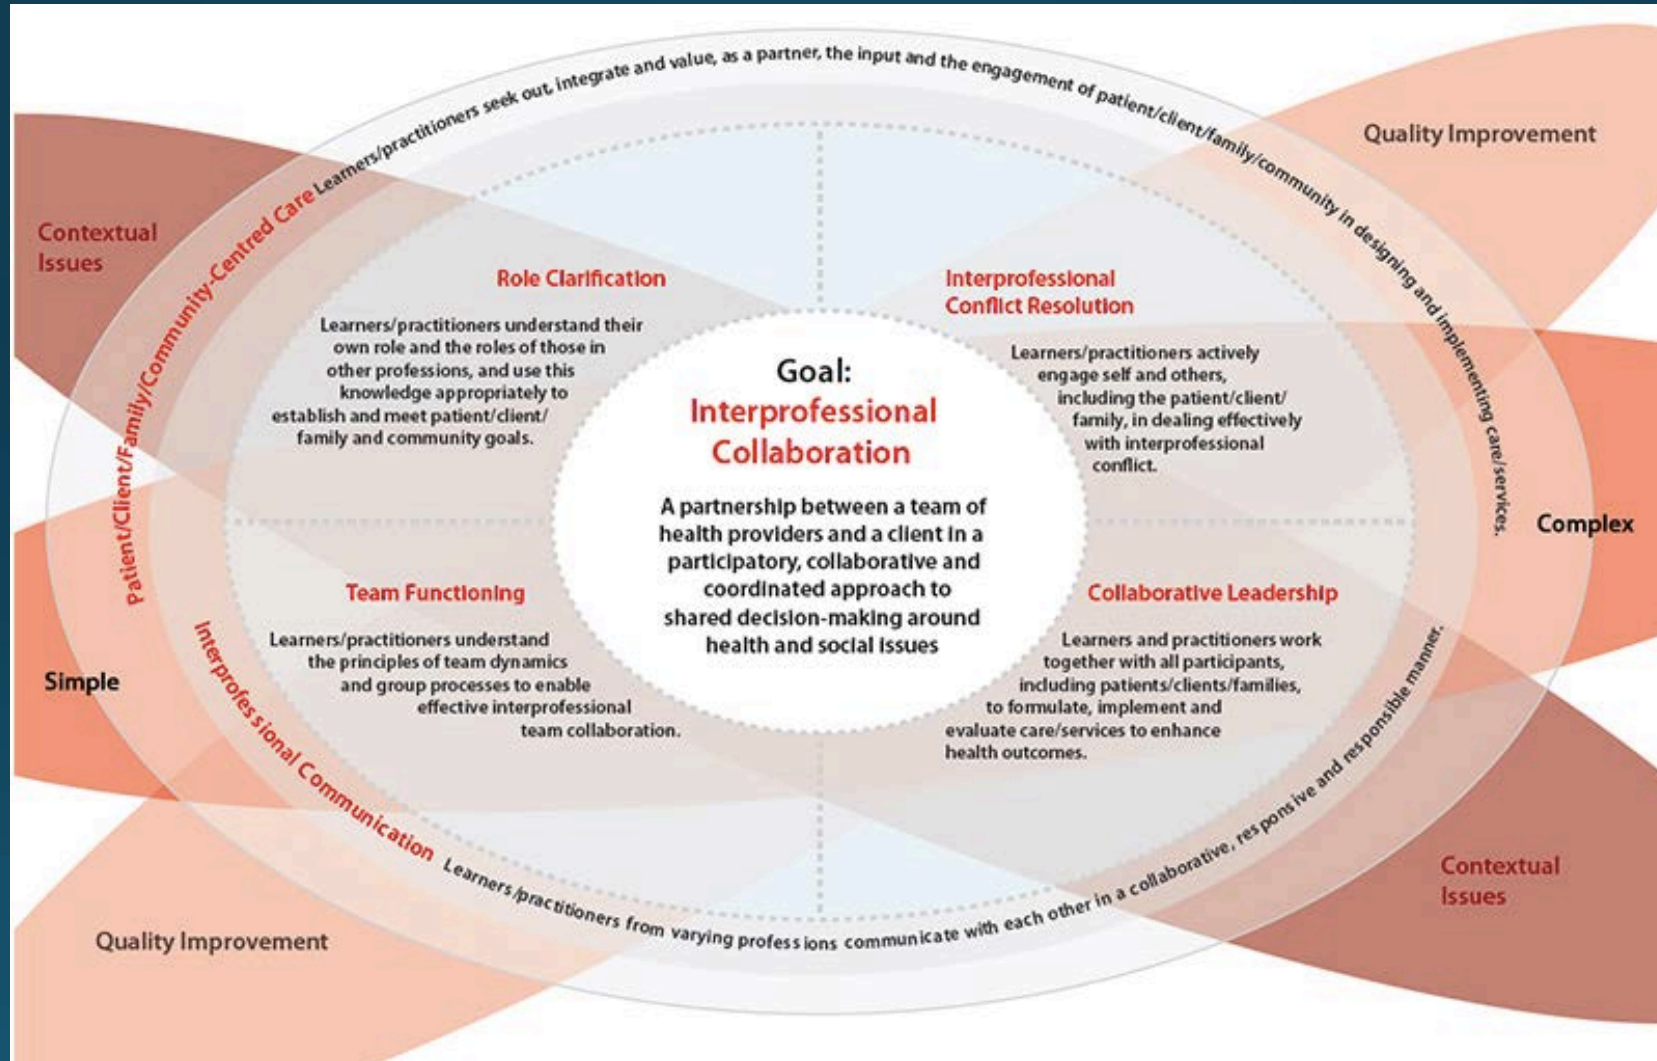 Patient/Client/Family/Community-Centred Care Learners/practitioners seek out, integrate and value, as a partner, the input and the engagement of patient/client/family/community in designing and implementing care/services.
Quality Improvement
Contextual
Issues
Role Clarification
Learners/practitioners understand their
own role and the roles of those in
other professions, and use this
knowledge appropriately to
establish and meet patient/client/
family and community goals.
Interprofessional
Conflict Resolution
Learners/practitioners actively
engage self and others,
including the patient/client/
family, in dealing effectively
with interprofessional
conflict.
Goal:
Interprofessional
Collaboration
A partnership between a team of
health providers and a client in a
participatory, collaborative and
coordinated approach to
shared decision-making around
health and social issues
Complex
Team Functioning
Learners/practitioners understand
the principles of team dynamics
and group processes to enable
effective interprofessional
team collaboration.
Collaborative Leadership
Learners and practitioners work
together with all participants,
including patients/clients/families,
to formulate, implement and
evaluate care/services to enhance
health outcomes.
Simple
Interprofessional Communication Learners/practitioners from varying professions communicate with each other in a collaborative, responsive and responsible manner.
Contextual
Issues
Quality Improvement